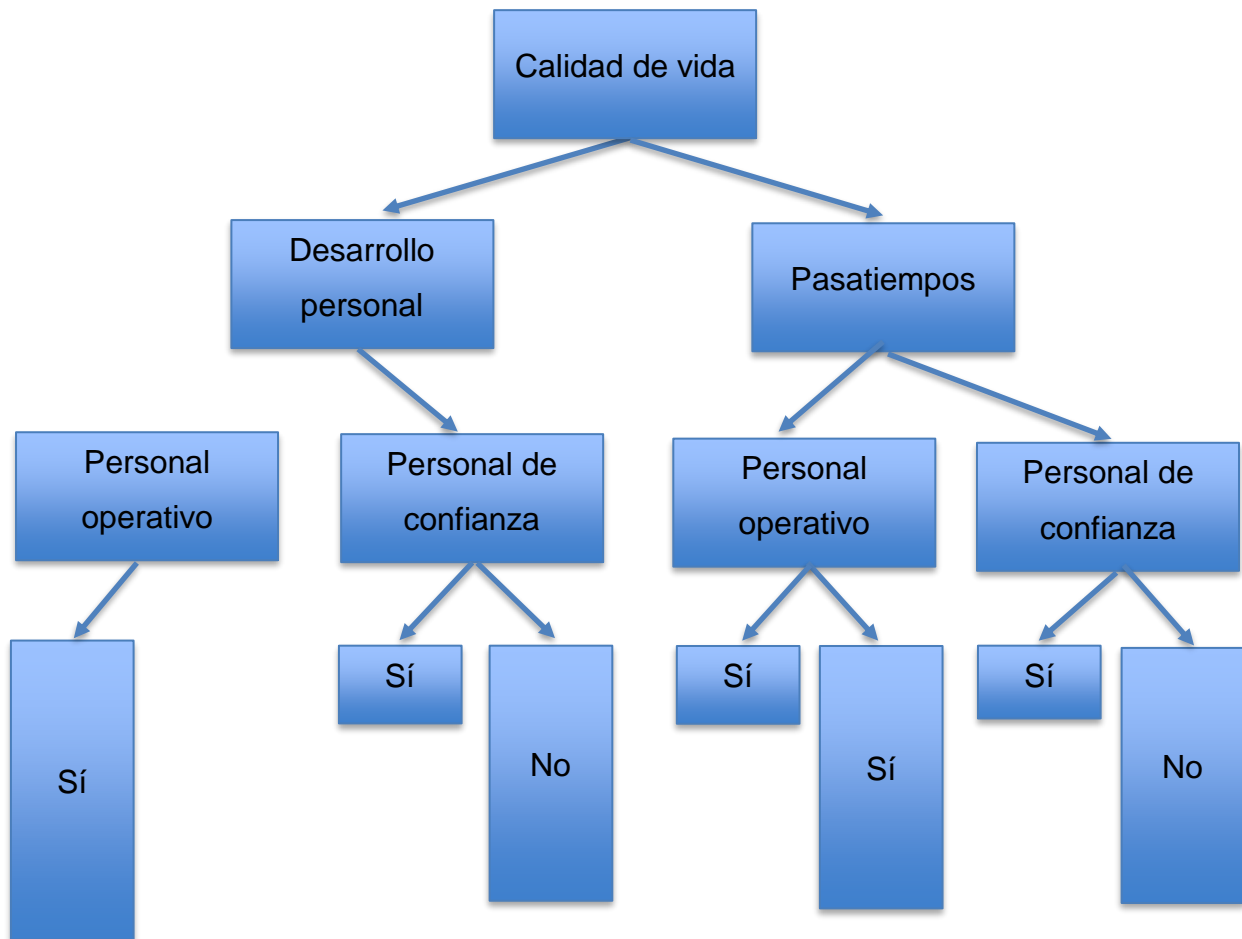 Calidad de vida
Desarrollo
personal
Pasatiempos
Personal
operativo
Personal de
confianza
Personal
operativo
Personal de
confianza
Sí
Sí
No
Sí
Sí
Sí
No